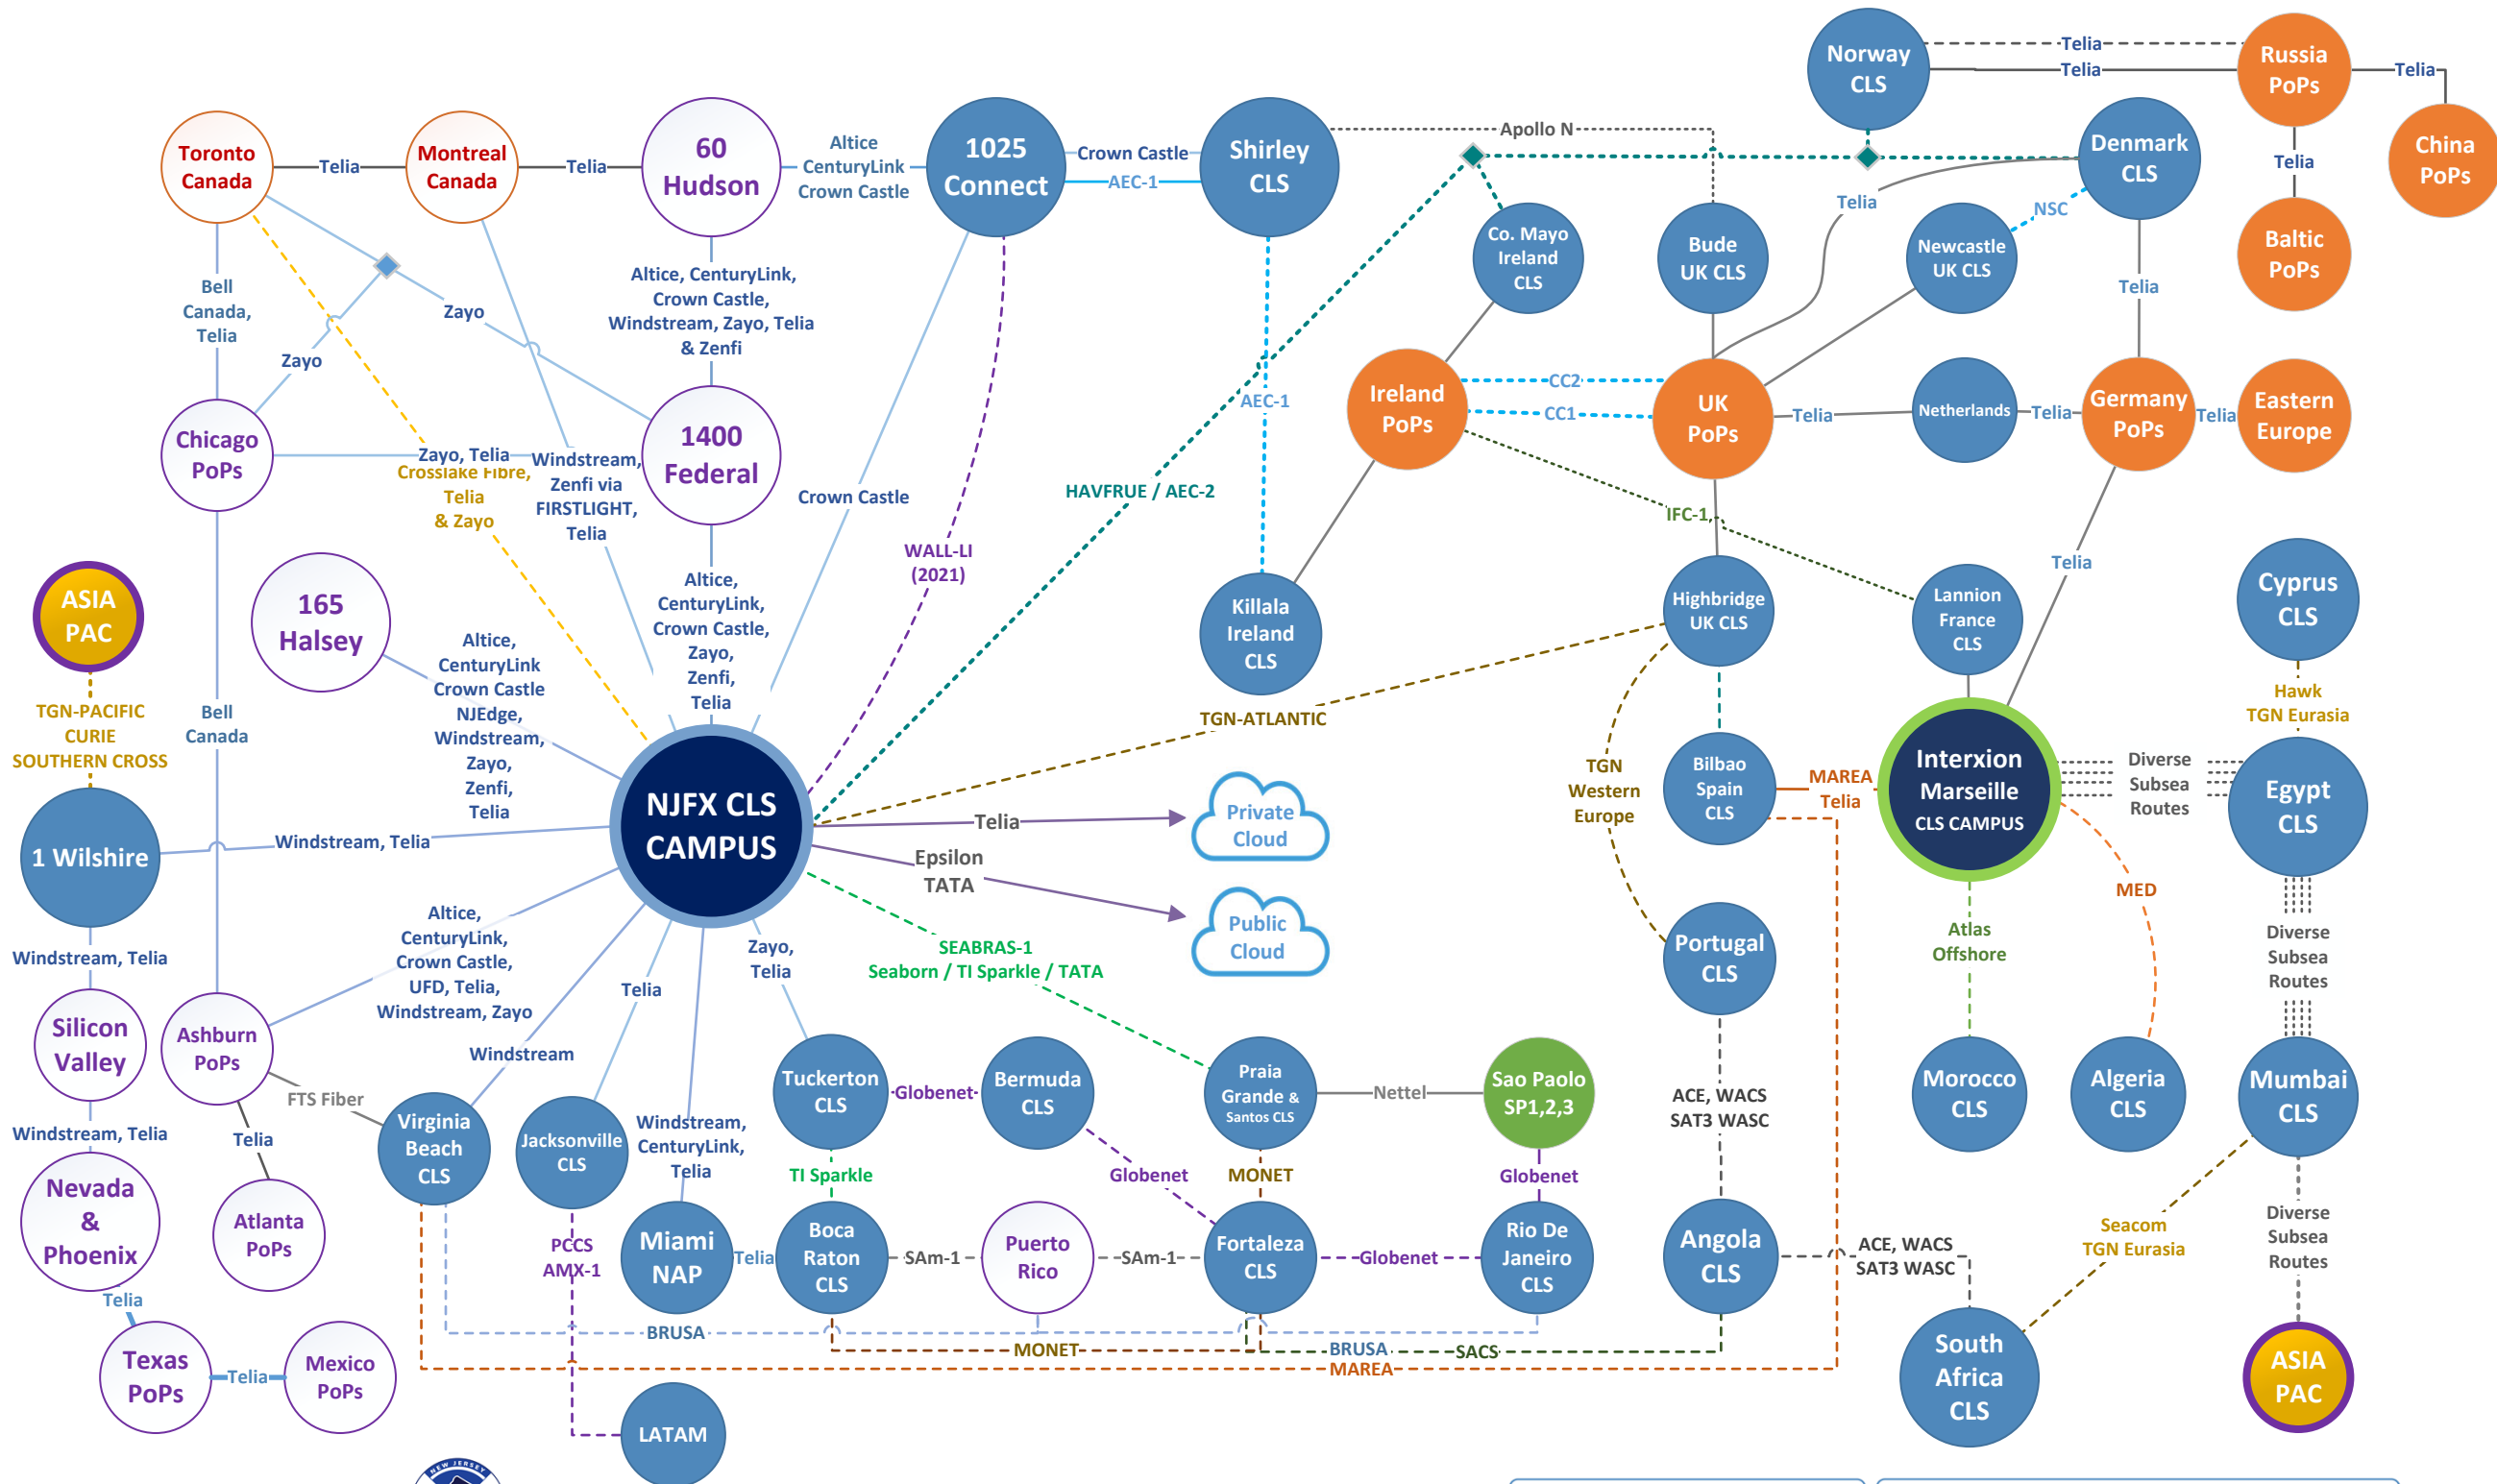 Norway
CLS
Telia
Telia
Russia
PoPs
Telia
China
PoPs
Telia
Baltic
PoPs
Toronto
Canada
Telia
Montreal
Canada
Telia
60
Hudson
Altice
CenturyLink
Crown Castle
1025
Connect
Crown Castle
AEC-1
Shirley
CLS
Apollo N
Denmark
CLS
Telia
NSC
Co. Mayo
Ireland
CLS
Bude
UK CLS
Newcastle
UK CLS
Bell
Canada,
Telia
Zayo
Zayo
Altice, CenturyLink,
Crown Castle,
Windstream, Zayo, Telia
& Zenfi
Telia
Chicago
PoPs
Zayo, Telia
Crosslake Fibre,
Telia
& Zayo
Windstream,
Zenfi via
FIRSTLIGHT,
Telia
1400
Federal
AEC-1
Ireland
PoPs
CC2
CC1
UK
PoPs
Telia
Netherlands
Telia
Germany
PoPs
Telia
Eastern
Europe
Crown Castle
HAVFRUE / AEC-2
IFC-1
WALL-LI
(2021)
Telia
ASIA
PAC
165
Halsey
Altice,
CenturyLink,
Crown Castle,
Zayo,
Zenfi,
Telia
Killala
Ireland
CLS
Highbridge
UK CLS
Lannion
France
CLS
Cyprus
CLS
TGN-PACIFIC
CURIE
SOUTHERN CROSS
Bell
Canada
Altice,
CenturyLink
Crown Castle
NJEdge,
Windstream,
Zayo,
Zenfi,
Telia
TGN-ATLANTIC
Hawk
TGN Eurasia
1 Wilshire
Windstream, Telia
NJFX CLS
CAMPUS
Telia
Private
Cloud
Epsilon
TATA
Public
Cloud
TGN
Western
Europe
Bilbao
Spain
CLS
MAREA
Telia
Interxion
Marseille
CLS CAMPUS
Diverse
Subsea
Routes
Egypt
CLS
MED
Windstream, Telia
Altice,
CenturyLink,
Crown Castle,
UFD, Telia,
Windstream, Zayo
Telia
Zayo,
Telia
SEABRAS-1
Seaborn / TI Sparkle / TATA
Portugal
CLS
Atlas
Offshore
Diverse
Subsea
Routes
Silicon
Valley
Ashburn
PoPs
Windstream
FTS Fiber
Tuckerton
CLS
Globenet
Bermuda
CLS
Praia
Grande &
Santos CLS
Nettel
Sao Paolo
SP1,2,3
ACE, WACS
SAT3 WASC
Morocco
CLS
Algeria
CLS
Mumbai
CLS
Windstream, Telia
Telia
Virginia
Beach
CLS
Jacksonville
CLS
Windstream,
CenturyLink,
Telia
TI Sparkle
Globenet
MONET
Globenet
Nevada
&
Phoenix
Atlanta
PoPs
PCCS
AMX-1
Miami
NAP
Telia
Boca
Raton
CLS
SAm-1
Puerto
Rico
SAm-1
Fortaleza
CLS
Globenet
Rio De
Janeiro
CLS
Angola
CLS
ACE, WACS
SAT3 WASC
Seacom
TGN Eurasia
Diverse
Subsea
Routes
Telia
BRUSA
MONET
BRUSA
SACS
MAREA
Texas
PoPs
Telia
Mexico
PoPs
LATAM
South
Africa
CLS
ASIA
PAC
NEW JERSEY